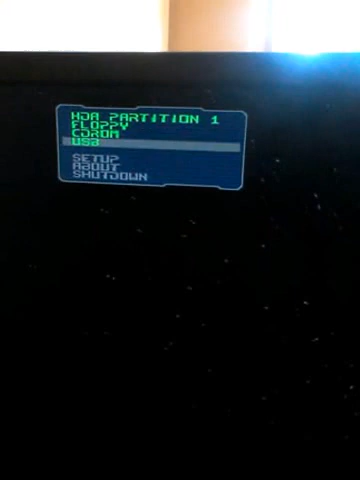 HDA PARTITION 1
FLOPPY
CDROM
USB
SETUP
ABOUT
SHUTDOWN